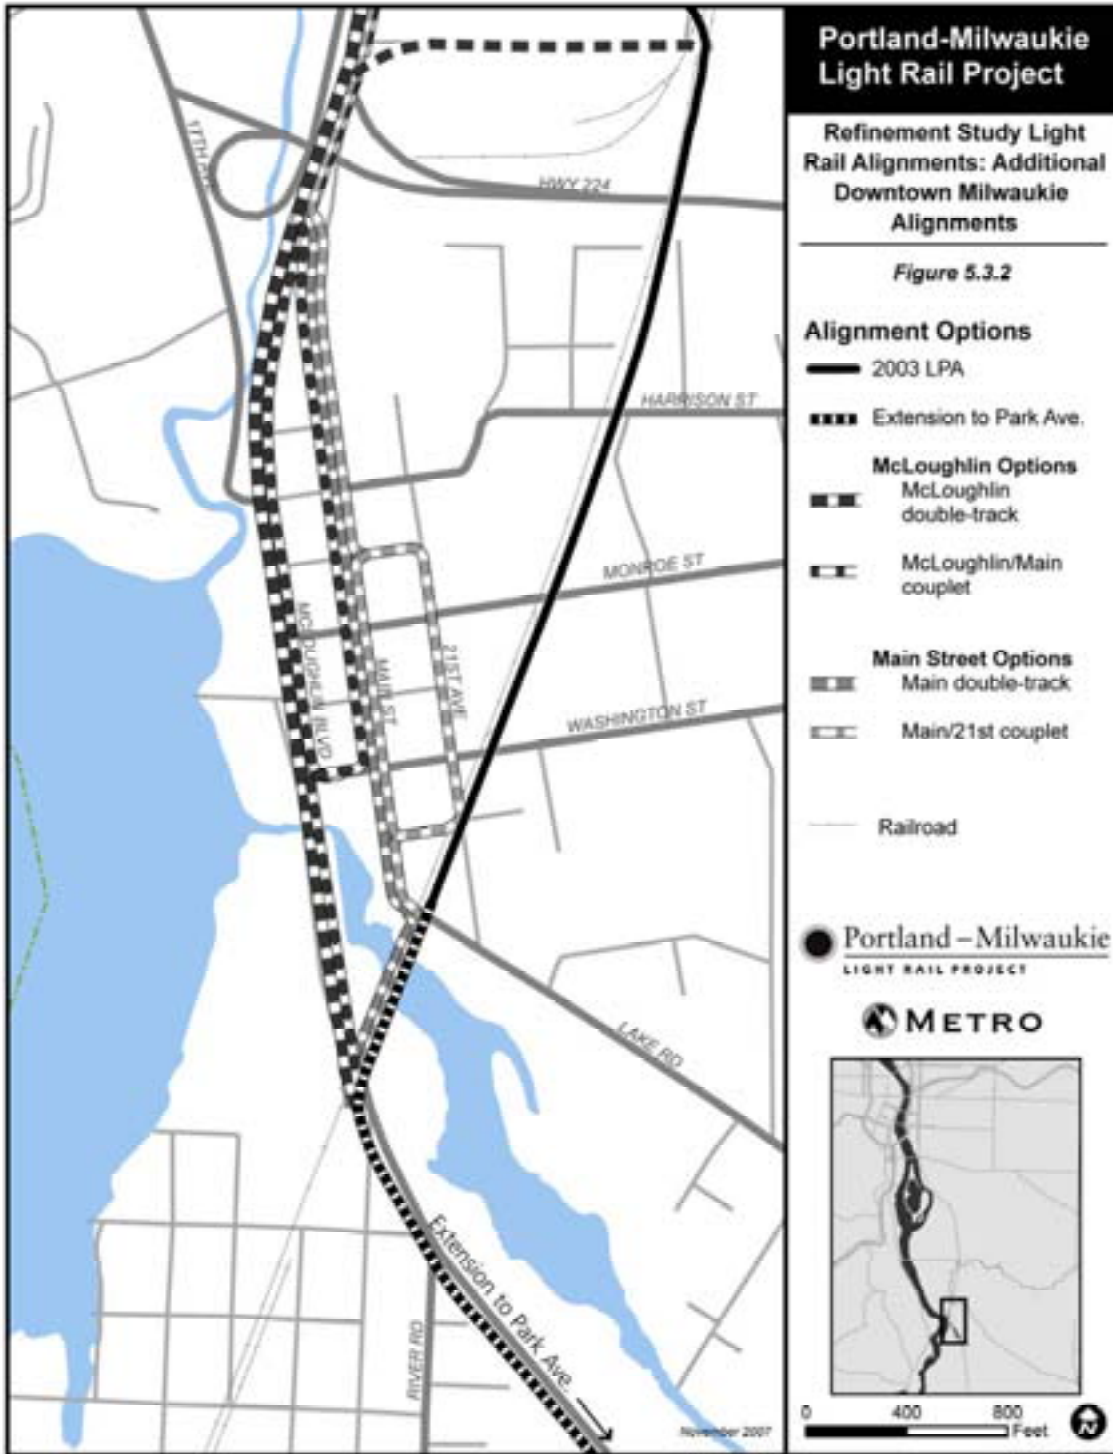 Portland-Milwaukie
Light Rail Project
Refinement Study Light
Rail Alignments: Additional
Downtown Milwaukie
Alignments
Figure 5.3.2
Alignment Options
2003 LPA
Extension to Park Ave.
McLoughlin Options
McLoughlin
double-track
McLoughlin/Main
couplet
Main Street Options
Main double-track
Main/21st couplet
Railroad
Portland–Milwaukie
LIGHT RAIL PROJECT
METRO
0 400 800
Feet
N
17TH AVE
HWY 224
HARRISON ST
MONROE ST
MCLOUGHLIN BLVD
MAIN ST
21ST AVE
WASHINGTON ST
LAKE RD
Extension to Park Ave.
RIVER RD
November 2007